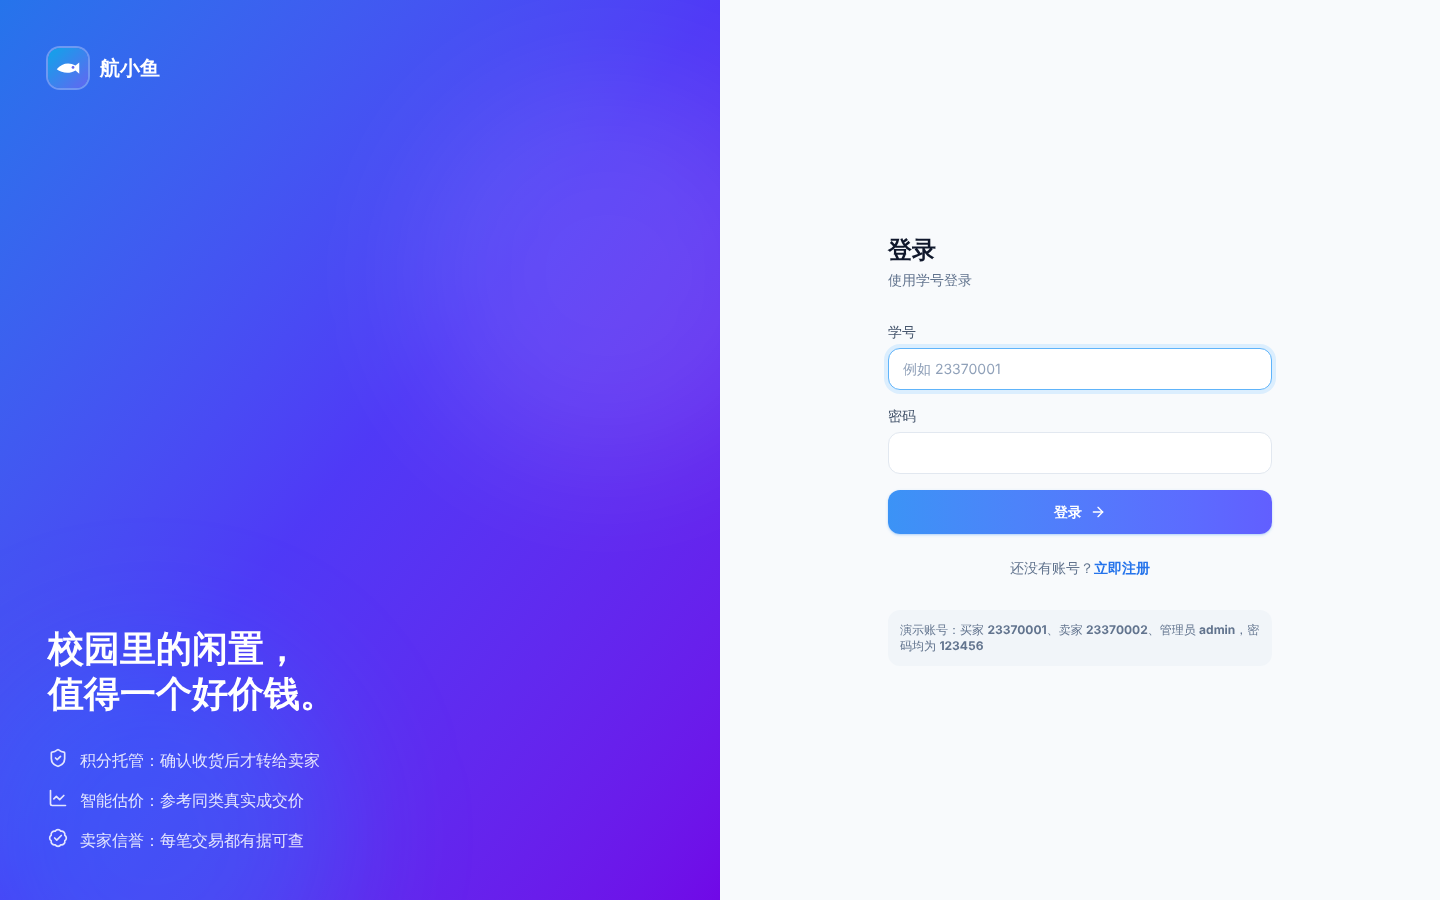 航小鱼
校园里的闲置，
值得一个好价钱。
积分托管：确认收货后才转给卖家
智能估价：参考同类真实成交价
卖家信誉：每笔交易都有据可查
登录
使用学号登录
学号
例如 23370001
密码
登录
还没有账号？立即注册
演示账号：买家 23370001、卖家 23370002、管理员 admin，密
码均为 123456